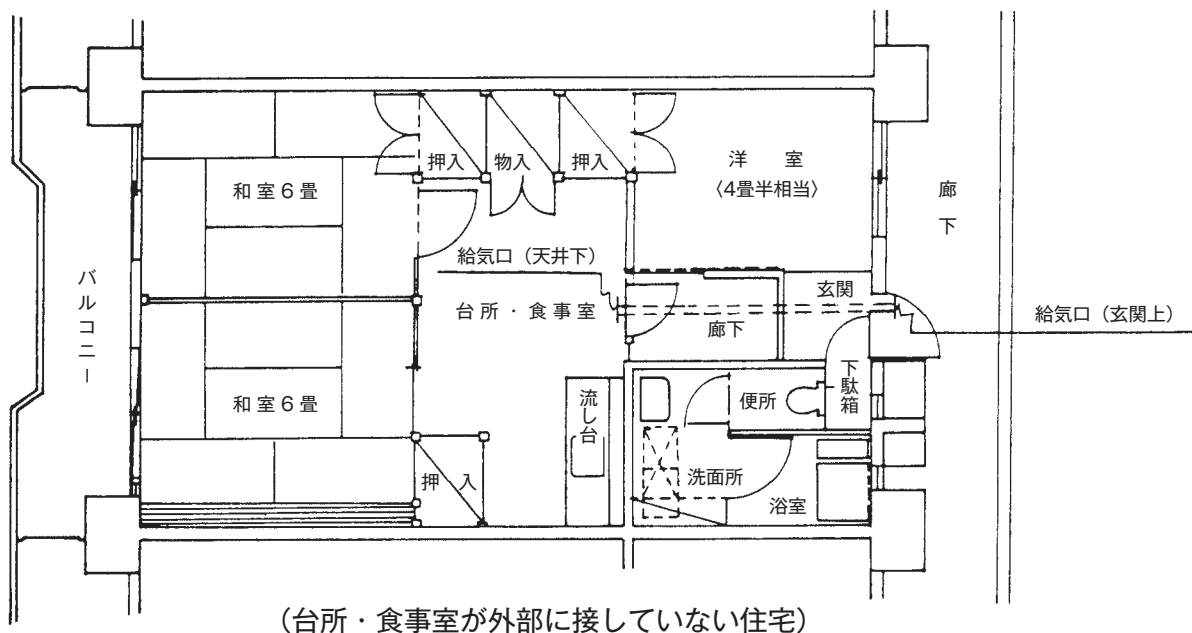 押入
物入
押入
洋　室
〈4畳半相当〉
廊下
和室6畳
給気口（天井下）
バルコニー
台所・食事室
玄関
廊下
給気口（玄関上）
和室6畳
流し台
便所
下駄箱
押入
洗面所
浴室
（台所・食事室が外部に接していない住宅）